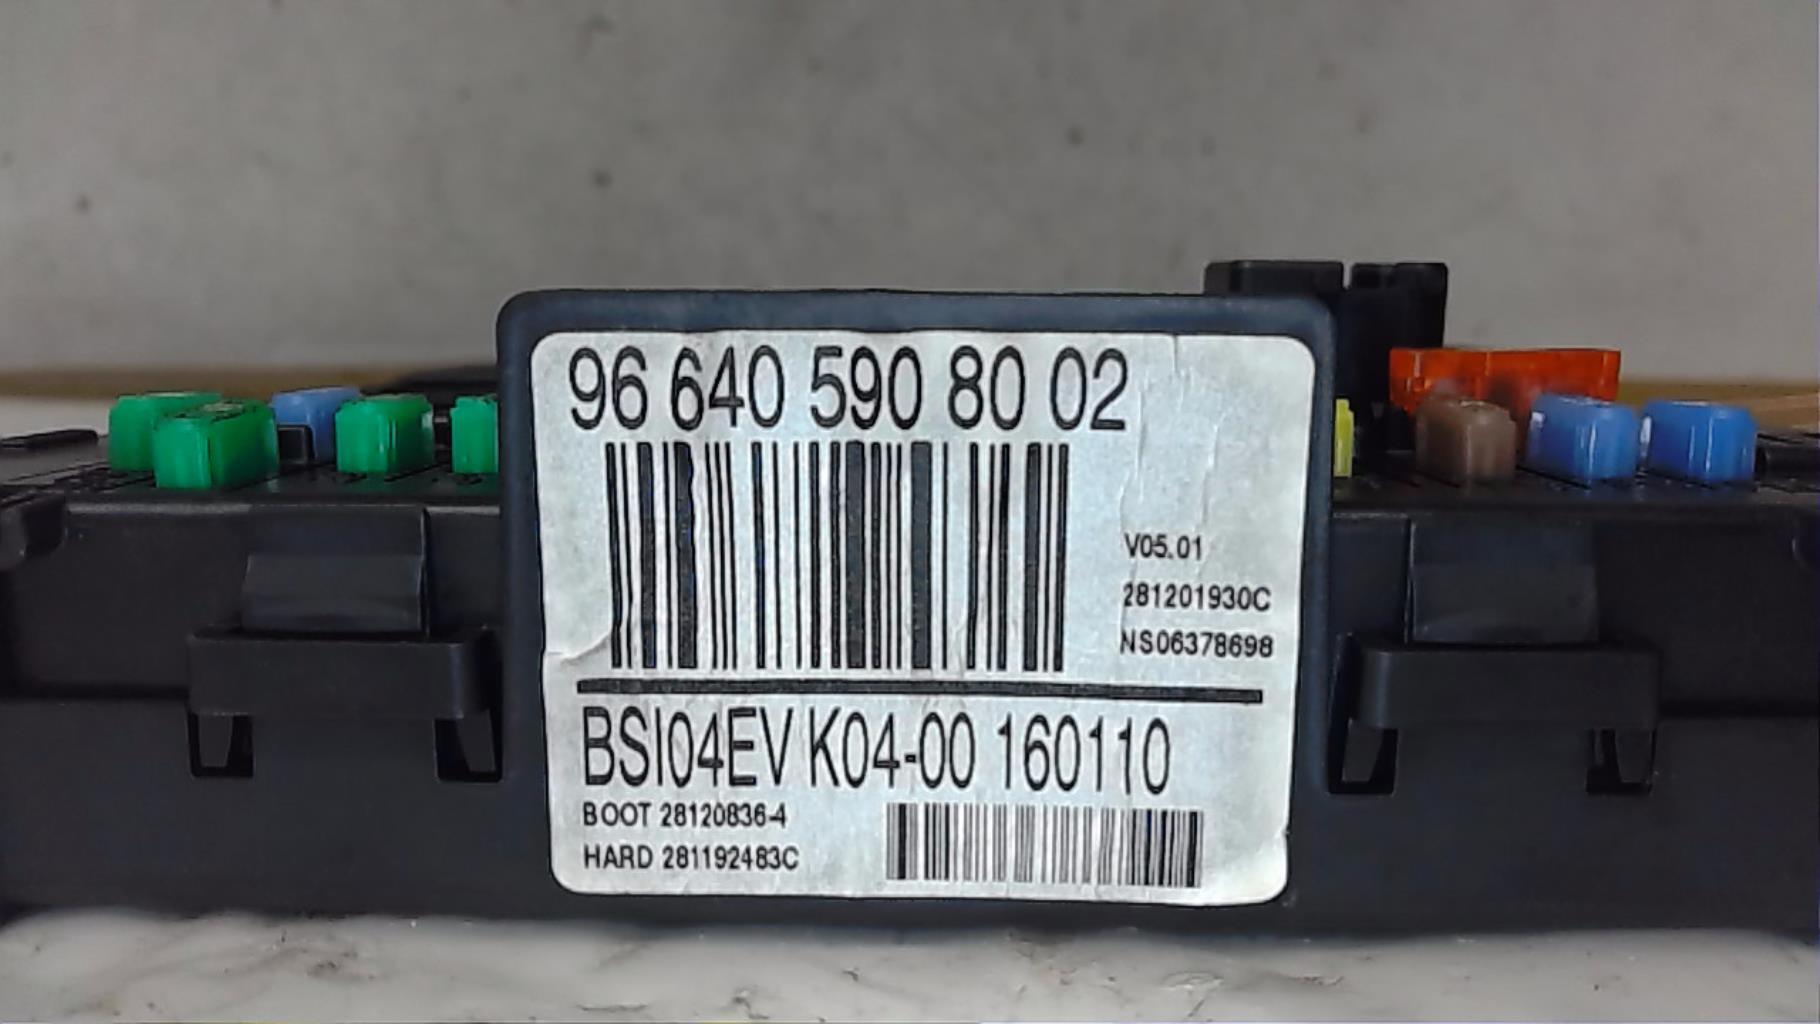 96 640 590 80 02
V05.01
281201930C
NS06378698
BSI04EV K04-00 160110
BOOT 28120836-4
HARD 281192483C